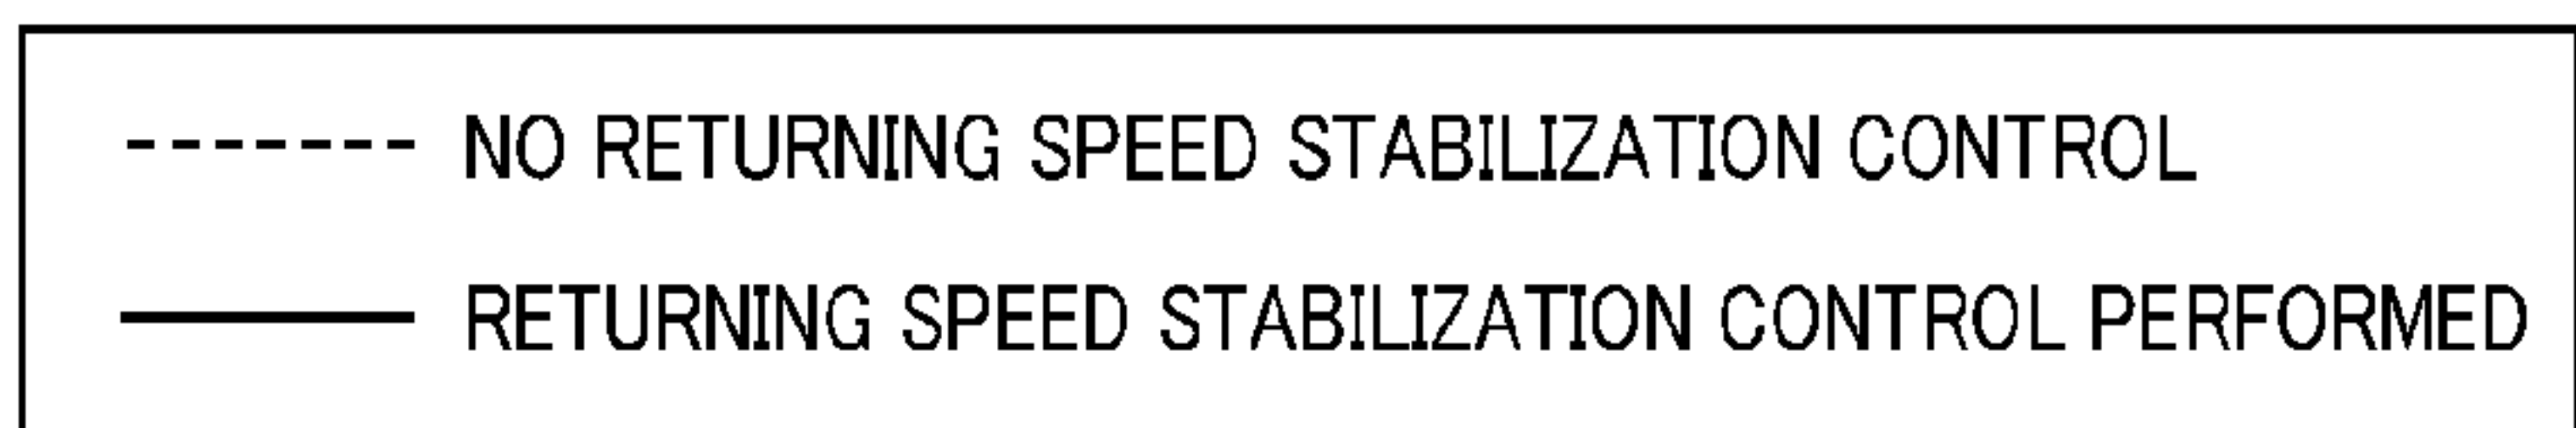 NO RETURNING SPEED STABILIZATION CONTROL
RETURNING SPEED STABILIZATION CONTROL PERFORMED